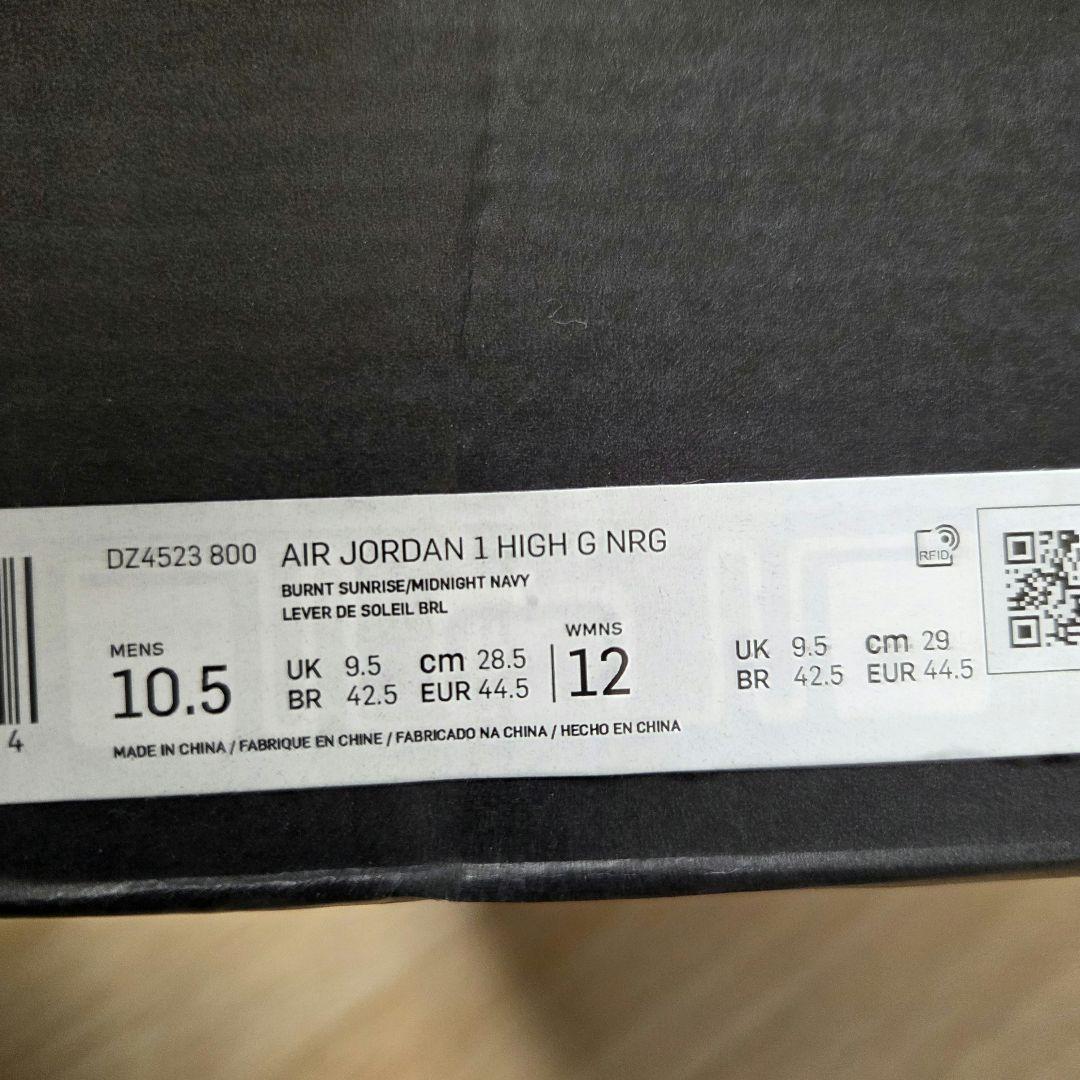 DZ4523 800 AIR JORDAN 1 HIGH G NRG
BURNT SUNRISE/MIDNIGHT NAVY
LEVER DE SOLEIL BRL
RFID
MENS
10.5
UK 9.5 cm 28.5
BR 42.5 EUR 44.5
WMNS
12
UK 9.5 cm 29
BR 42.5 EUR 44.5
4
MADE IN CHINA / FABRIQUE EN CHINE / FABRICADO NA CHINA / HECHO EN CHINA